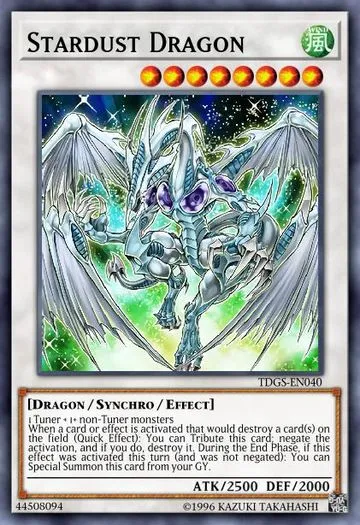 STARDUST DRAGON
風
TDGS-EN040
[DRAGON / SYNCHRO / EFFECT]
1 Tuner + 1+ non-Tuner monsters
When a card or effect is activated that would destroy a card(s) on
the field (Quick Effect): You can Tribute this card; negate the
activation, and if you do, destroy it. During the End Phase, if this
effect was activated this turn (and was not negated): You can
Special Summon this card from your GY.
ATK/2500 DEF/2000
44508094 ©1996 KAZUKI TAKAHASHI